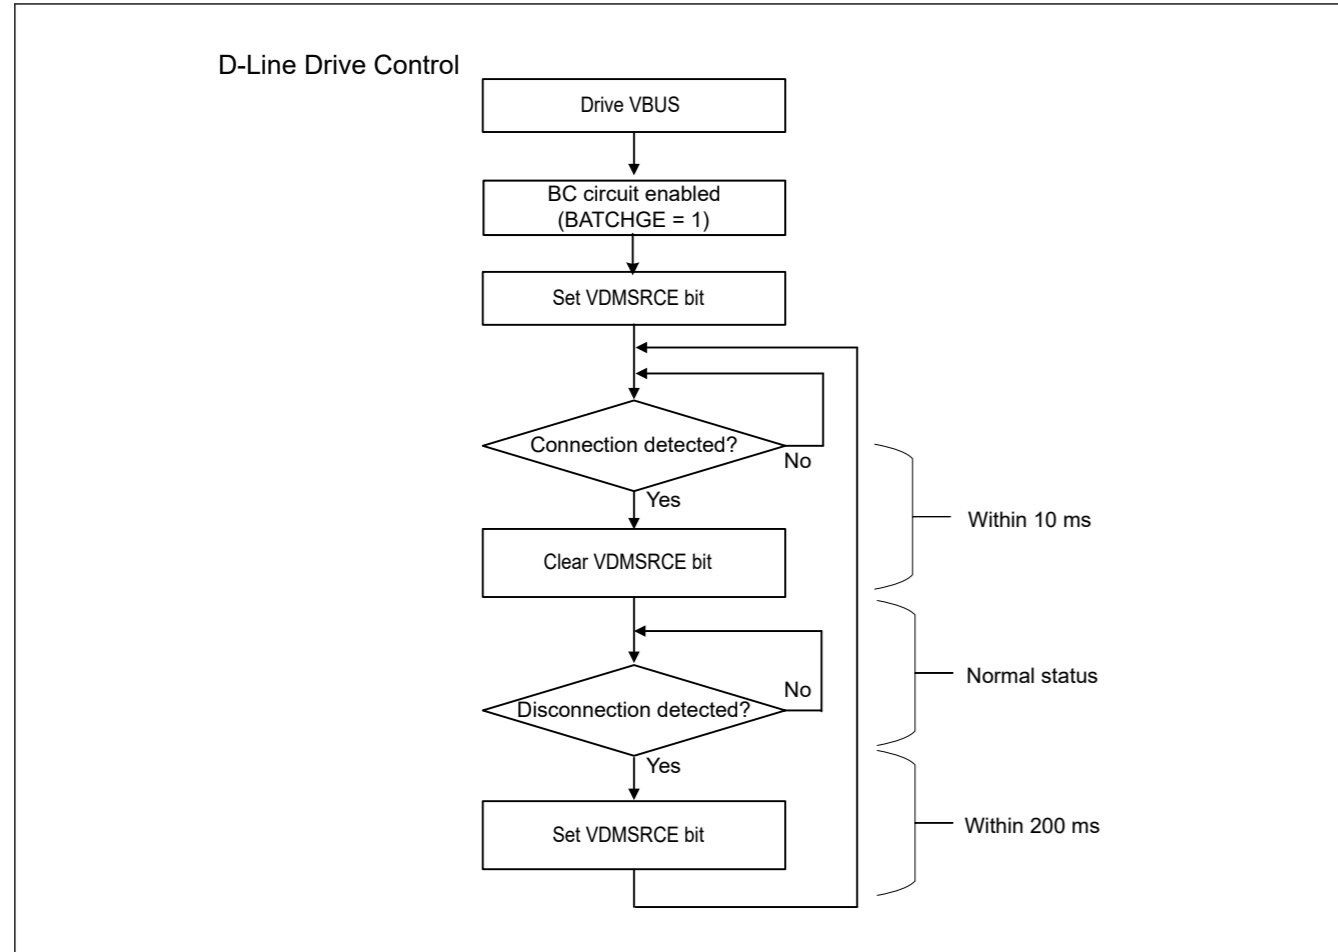 D-Line Drive Control
Drive VBUS
BC circuit enabled
(BATCHGE = 1)
Set VDMSRCE bit
Connection detected?
No
Yes
Within 10 ms
Clear VDMSRCE bit
Normal status
No
Disconnection detected?
Yes
Set VDMSRCE bit
Within 200 ms